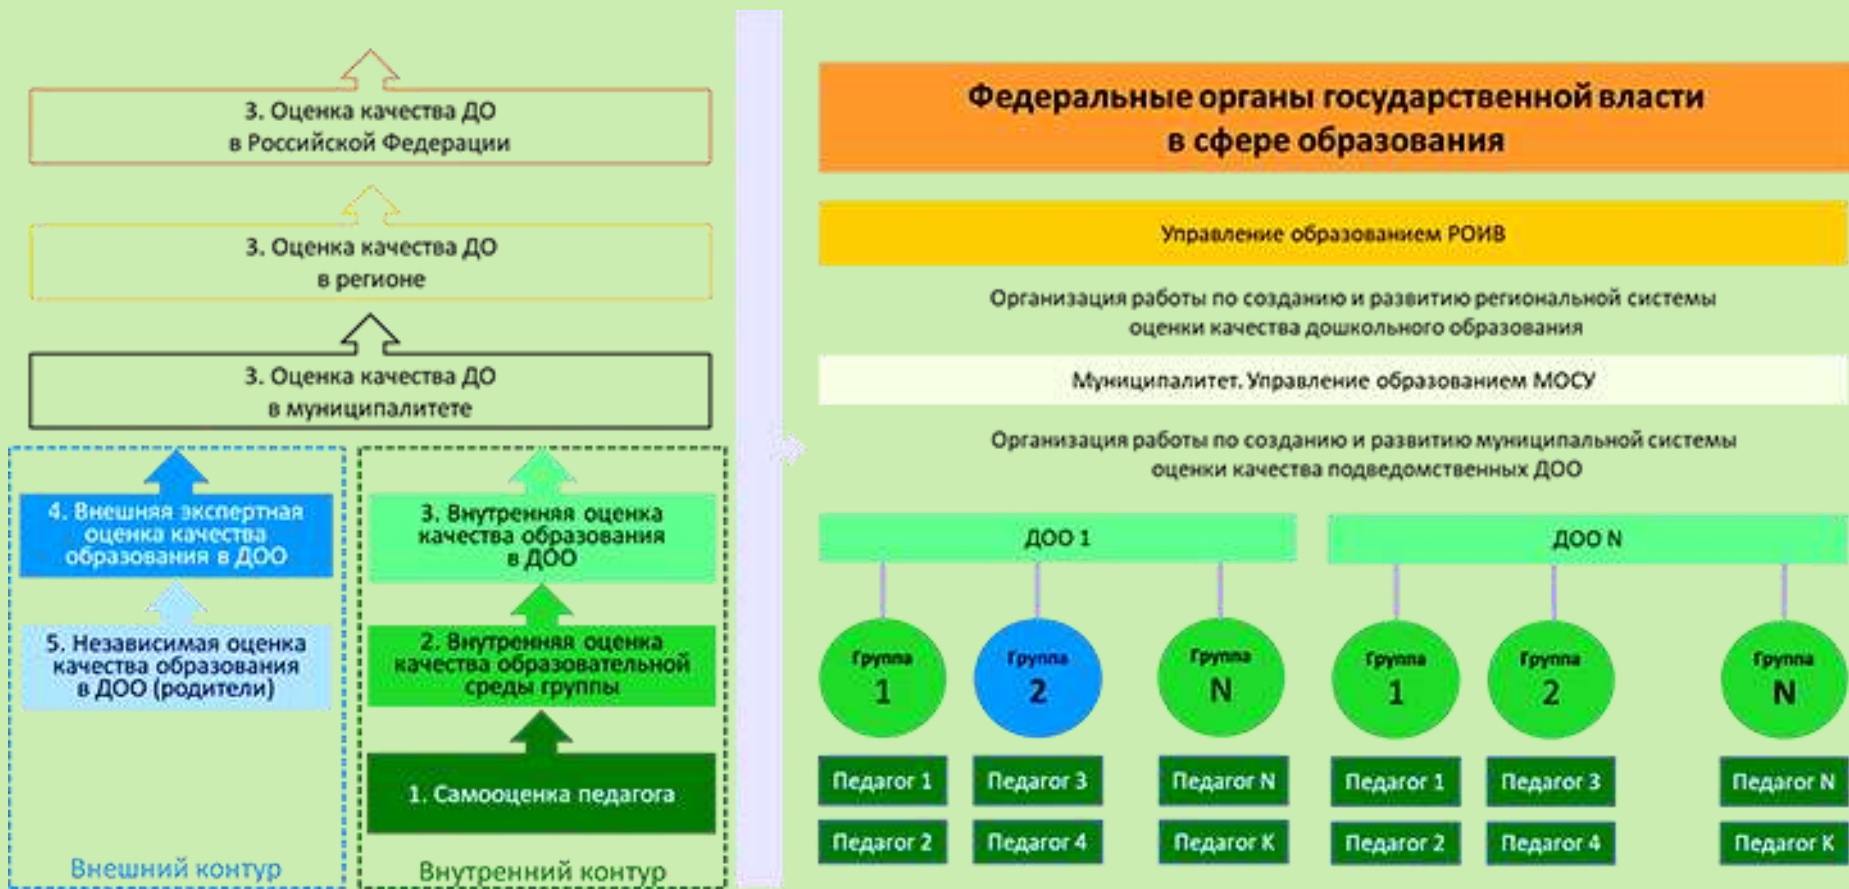 3. Оценка качества ДО
в Российской Федерации
3. Оценка качества ДО
в регионе
3. Оценка качества ДО
в муниципалитете
4. Внешняя экспертная
оценка качества
образования в ДОО
5. Независимая оценка
качества образования
в ДОО (родители)
Внешний контур
3. Внутренняя оценка
качества образования
в ДОО
2. Внутренняя оценка
качества образовательной
среды группы
1. Самооценка педагога
Внутренний контур
Федеральные органы государственной власти
в сфере образования
Управление образованием РОИВ
Организация работы по созданию и развитию региональной системы
оценки качества дошкольного образования
Муниципалитет. Управление образованием МОСУ
Организация работы по созданию и развитию муниципальной системы
оценки качества подведомственных ДОО
ДОО 1
ДОО N
Группа
1
Группа
2
Группа
N
Группа
1
Группа
2
Группа
N
Педагог 1
Педагог 3
Педагог N
Педагог 1
Педагог 3
Педагог N
Педагог 2
Педагог 4
Педагог K
Педагог 2
Педагог 4
Педагог K